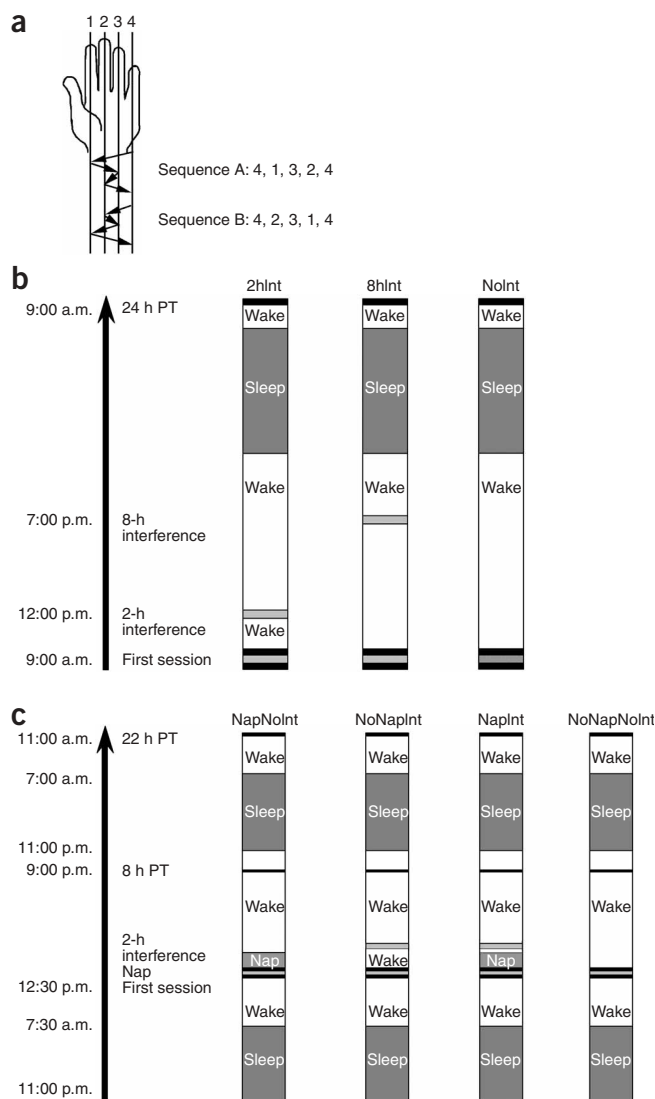 a
1 2 3 4
Sequence A: 4, 1, 3, 2, 4
Sequence B: 4, 2, 3, 1, 4
b
2hInt 8hInt NoInt
9:00 a.m. 24 h PT
Wake Wake Wake
Sleep Sleep Sleep
Wake Wake Wake
7:00 p.m. 8-h
interference
12:00 p.m. 2-h
interference
Wake
9:00 a.m. First session
c
NapNoInt NoNapInt NapInt NoNapNoInt
11:00 a.m. 22 h PT
Wake Wake Wake Wake
7:00 a.m.
Sleep Sleep Sleep Sleep
11:00 p.m.
9:00 p.m. 8 h PT
Wake Wake Wake Wake
2-h
interference
Nap Nap Wake Nap
12:30 p.m. First session
Wake Wake Wake Wake
7:30 a.m.
Sleep Sleep Sleep Sleep
11:00 p.m.